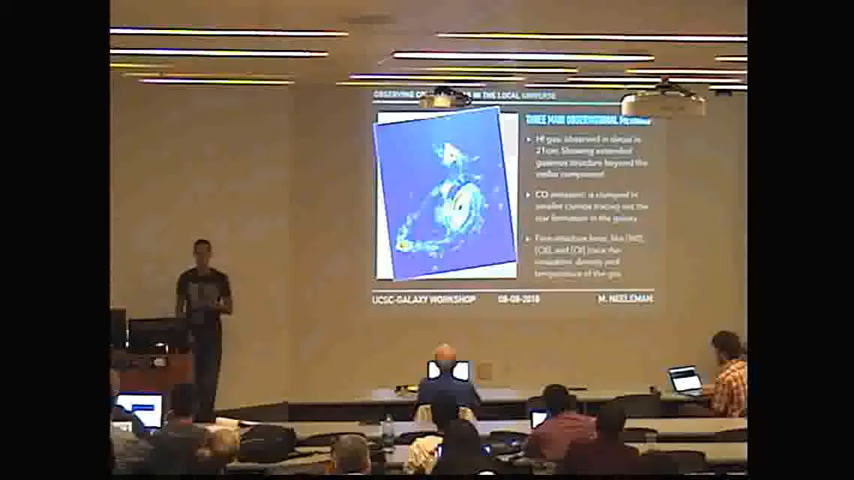 OBSERVING IN THE LOCAL UNIVERSE
THREE MAIN OBSERVATIONAL METHODS
HI gas: observed in detail in
21cm. Showing extended
gaseous structure beyond the
stellar component
CO emission: is clumped in
smaller clumps tracing out the
star formation in the galaxy
Fine-structure lines, like
[CII], and [CI] trace the
density and
temperature of the gas
UCSC-GALAXY WORKSHOP
08-08-2018
M. NEELEMAN